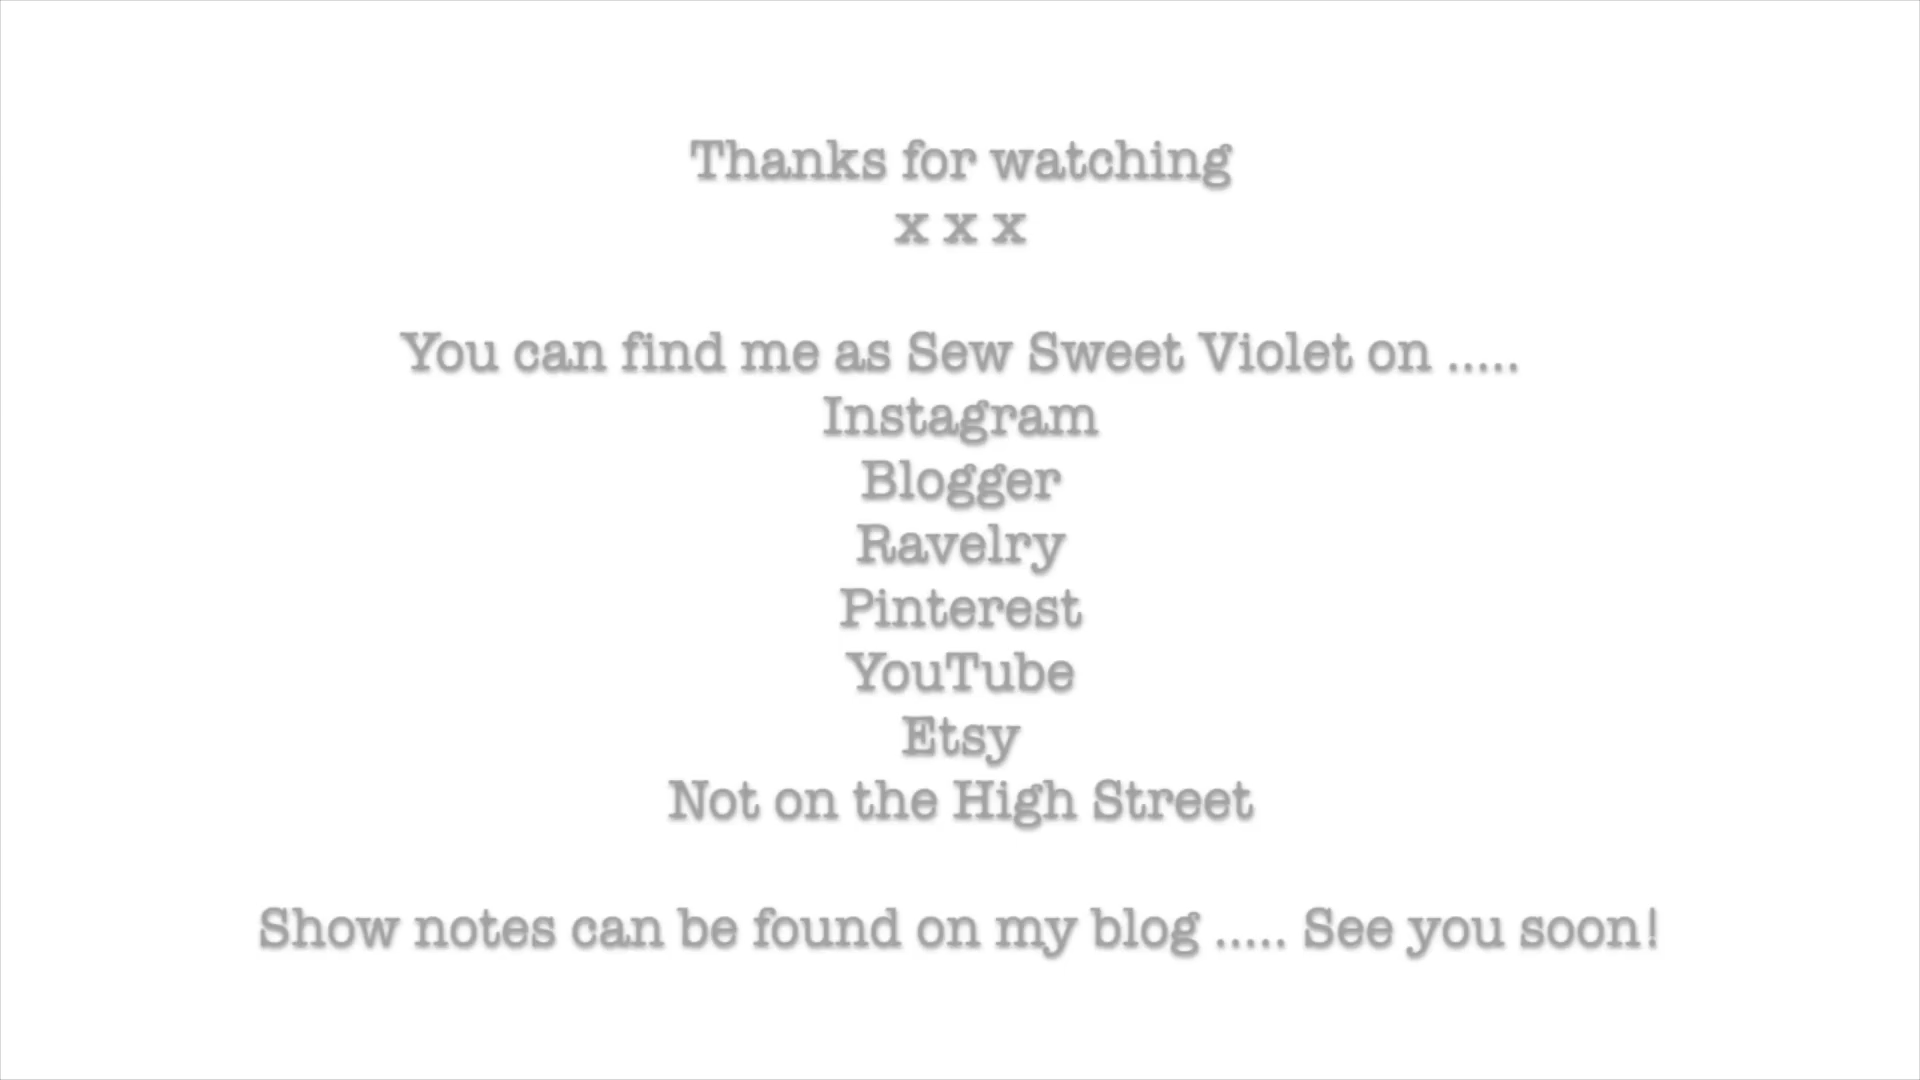 Thanks for watching
x x x
You can find me as Sew Sweet Violet on .....
Instagram
Blogger
Ravelry
Pinterest
YouTube
Etsy
Not on the High Street
Show notes can be found on my blog ..... See you soon!